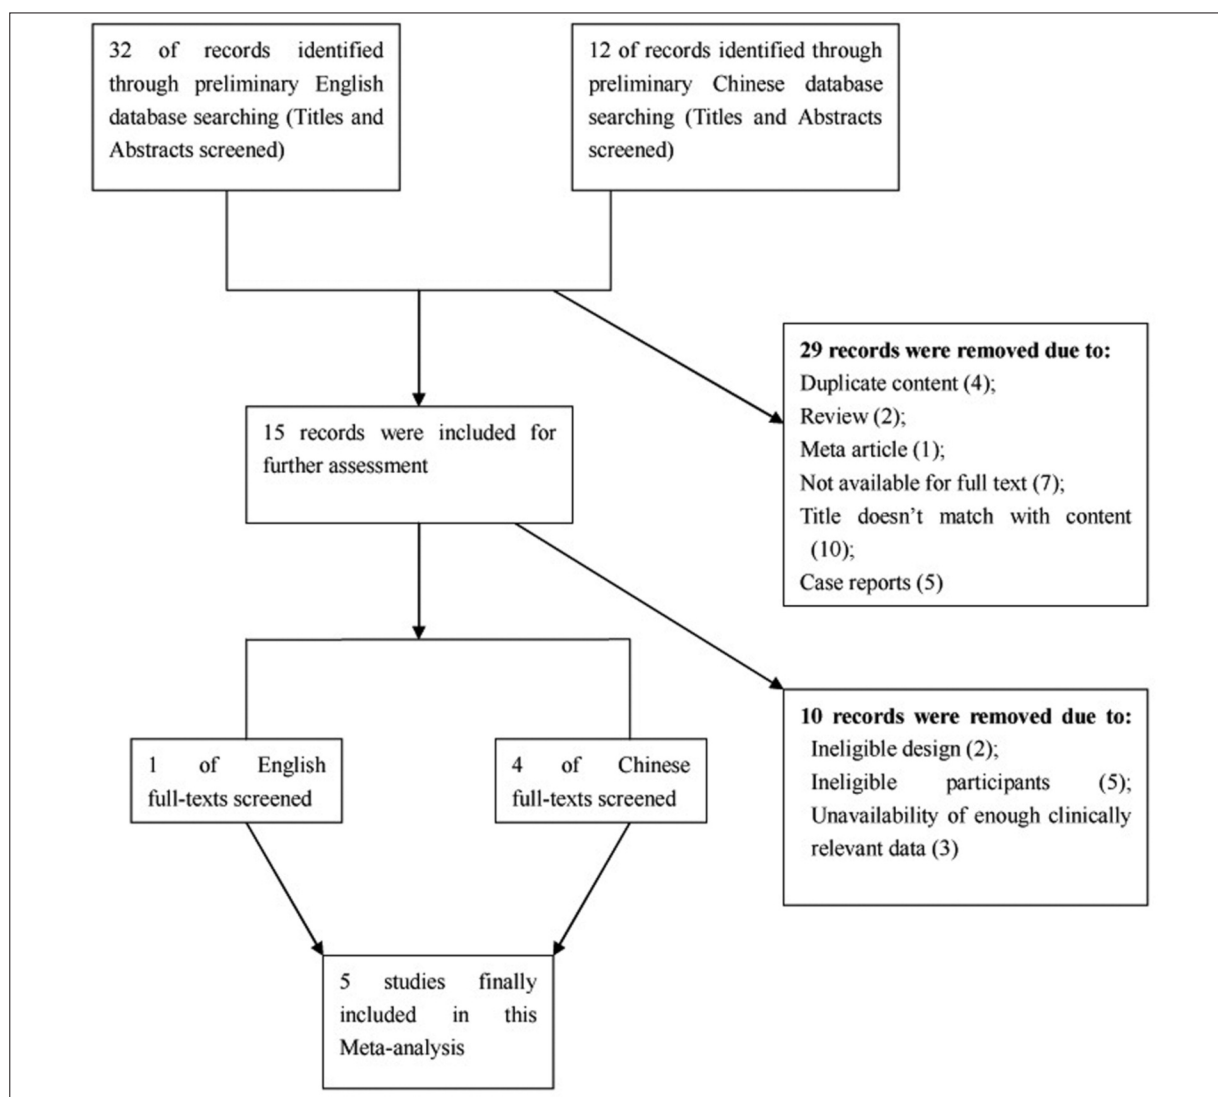 32 of records identified
through preliminary English
database searching (Titles and
Abstracts screened)
12 of records identified through
preliminary Chinese database
searching (Titles and Abstracts
screened)
29 records were removed due to:
Duplicate content (4);
Review (2);
Meta article (1);
Not available for full text (7);
Title doesn't match with content
(10);
Case reports (5)
15 records were included for
further assessment
10 records were removed due to:
Ineligible design (2);
Ineligible participants (5);
Unavailability of enough clinically
relevant data (3)
1 of English
full-texts screened
4 of Chinese
full-texts screened
5 studies finally
included in this
Meta-analysis